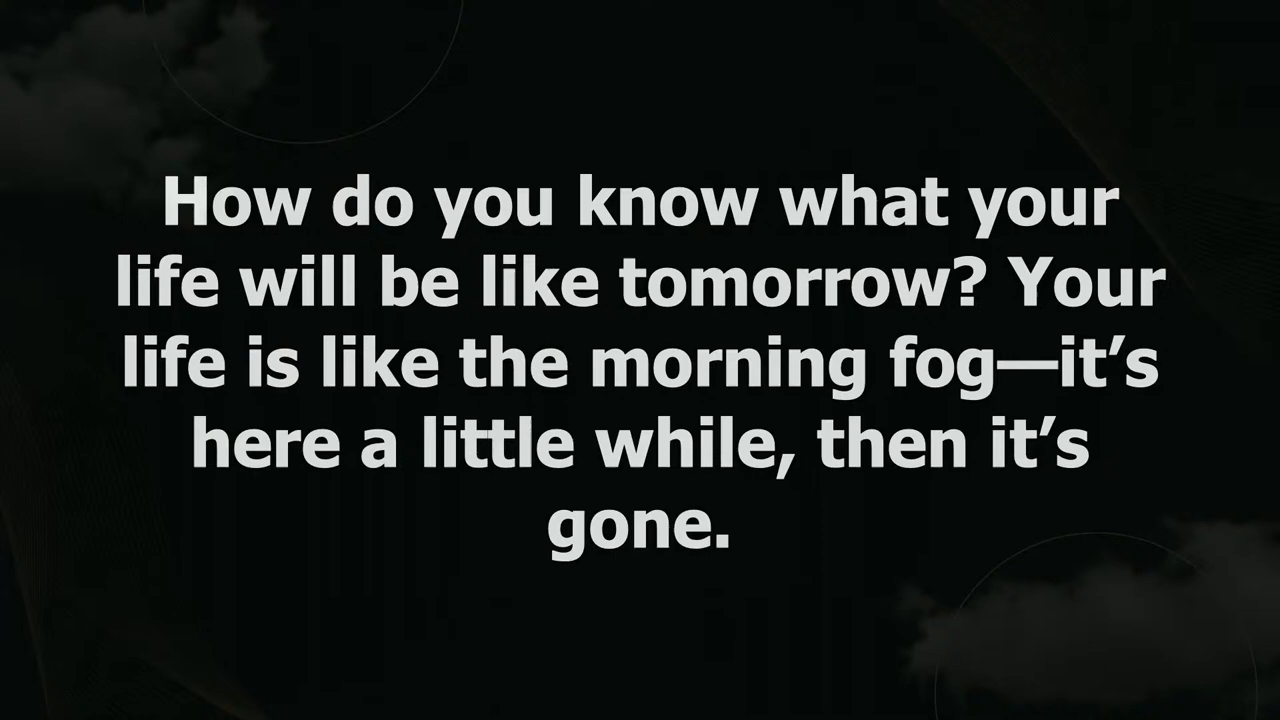 How do you know what your
life will be like tomorrow? Your
life is like the morning fog—it’s
here a little while, then it’s
gone.